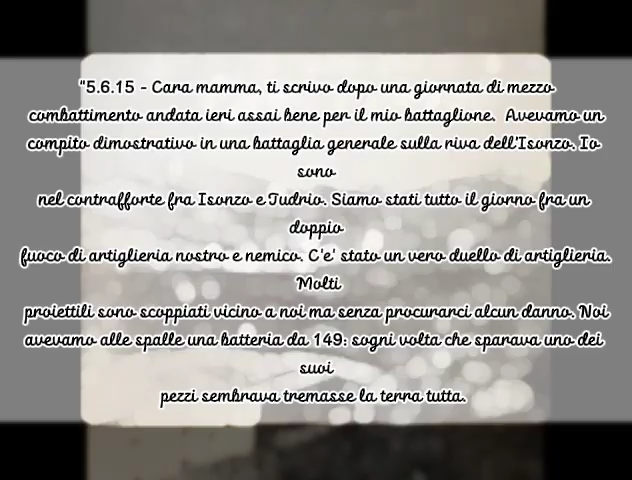 "5.6.15 - Cara mamma, ti scrivo dopo una giornata di mezzo
combattimento andata ieri assai bene per il mio battaglione.  Avevamo un
compito dimostrativo in una battaglia generale sulla riva dell'Isonzo. Io
sono
nel contrafforte fra Isonzo e Judrio. Siamo stati tutto il giorno fra un
doppio
fuoco di artiglieria nostro e nemico. C'e' stato un vero duello di artiglieria.
Molti
proiettili sono scoppiati vicino a noi ma senza procurarci alcun danno. Noi
avevamo alle spalle una batteria da 149: sogni volta che sparava uno dei
suoi
pezzi sembrava tremasse la terra tutta.